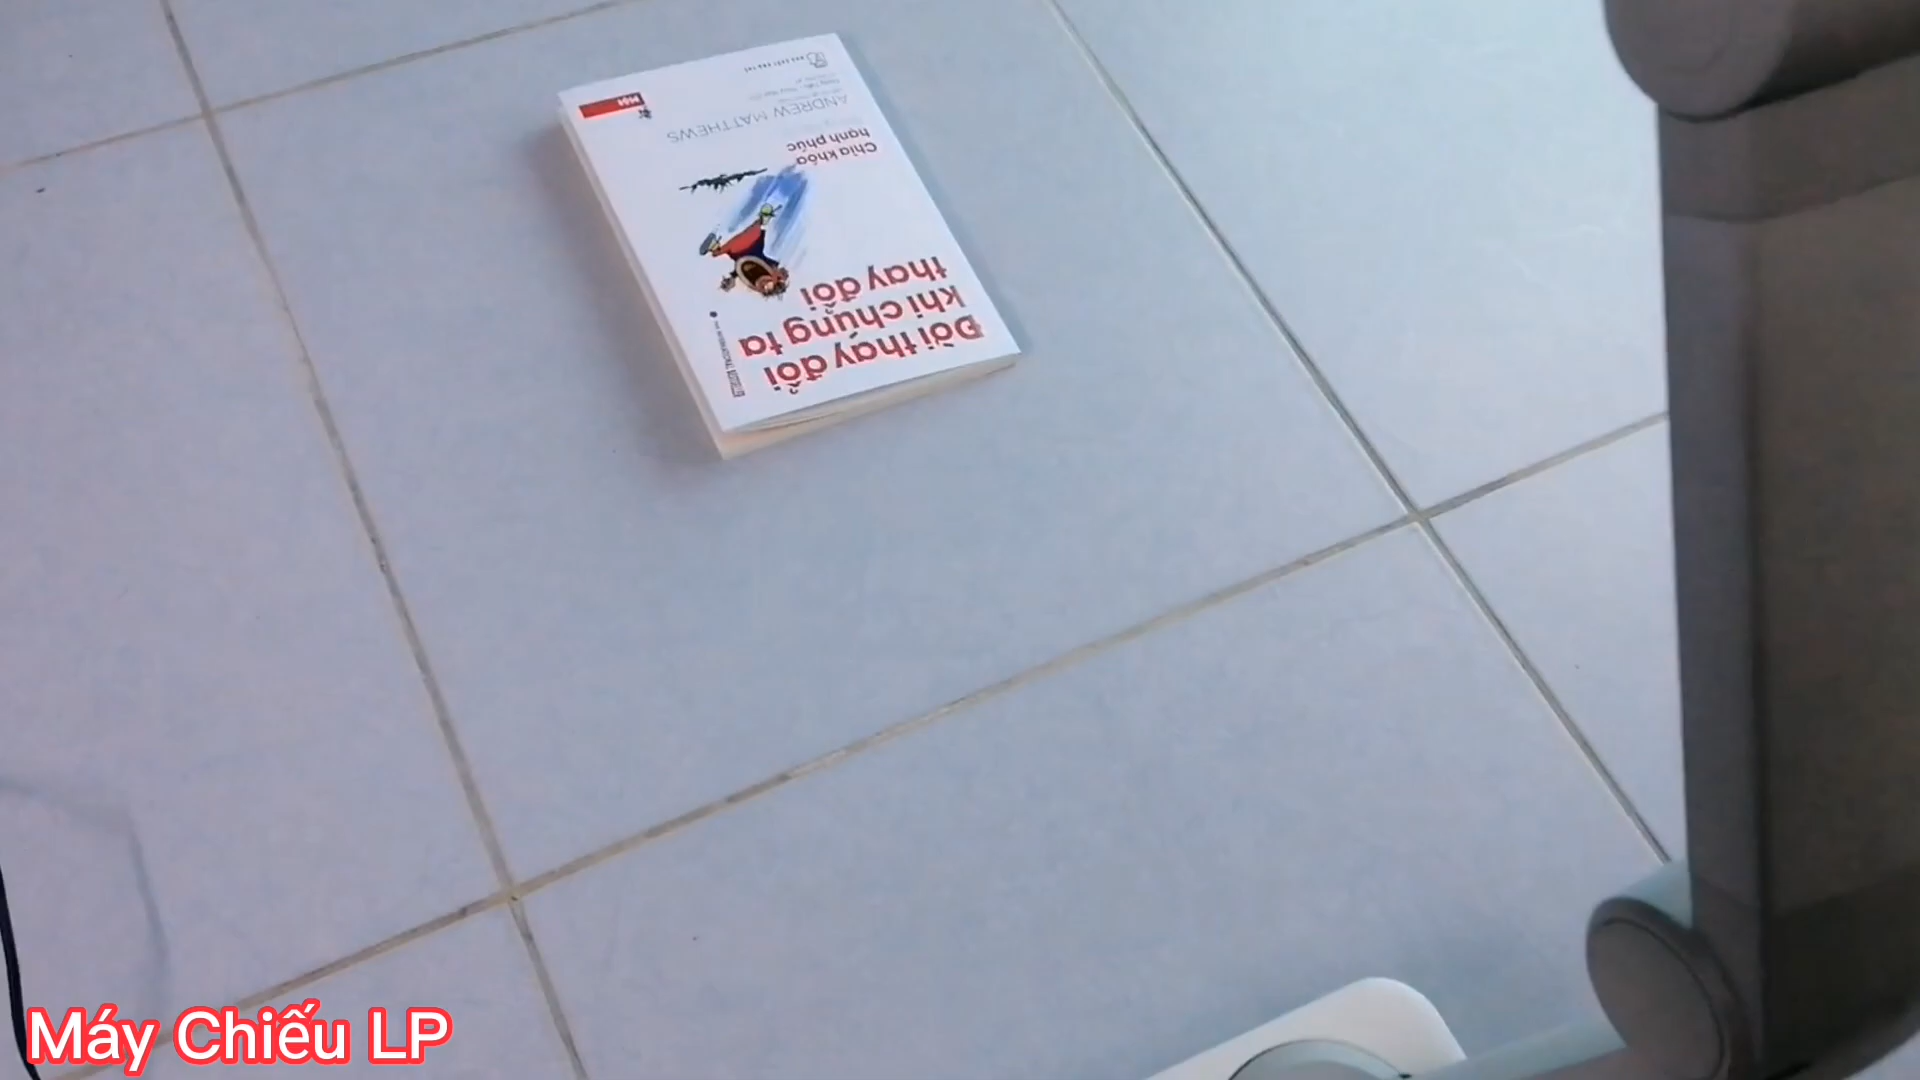 Đời thay đổi
khi chúng ta
thay đổi
Chìa khóa
hạnh phúc
ANDREW MATTHEWS
Máy Chiếu LP